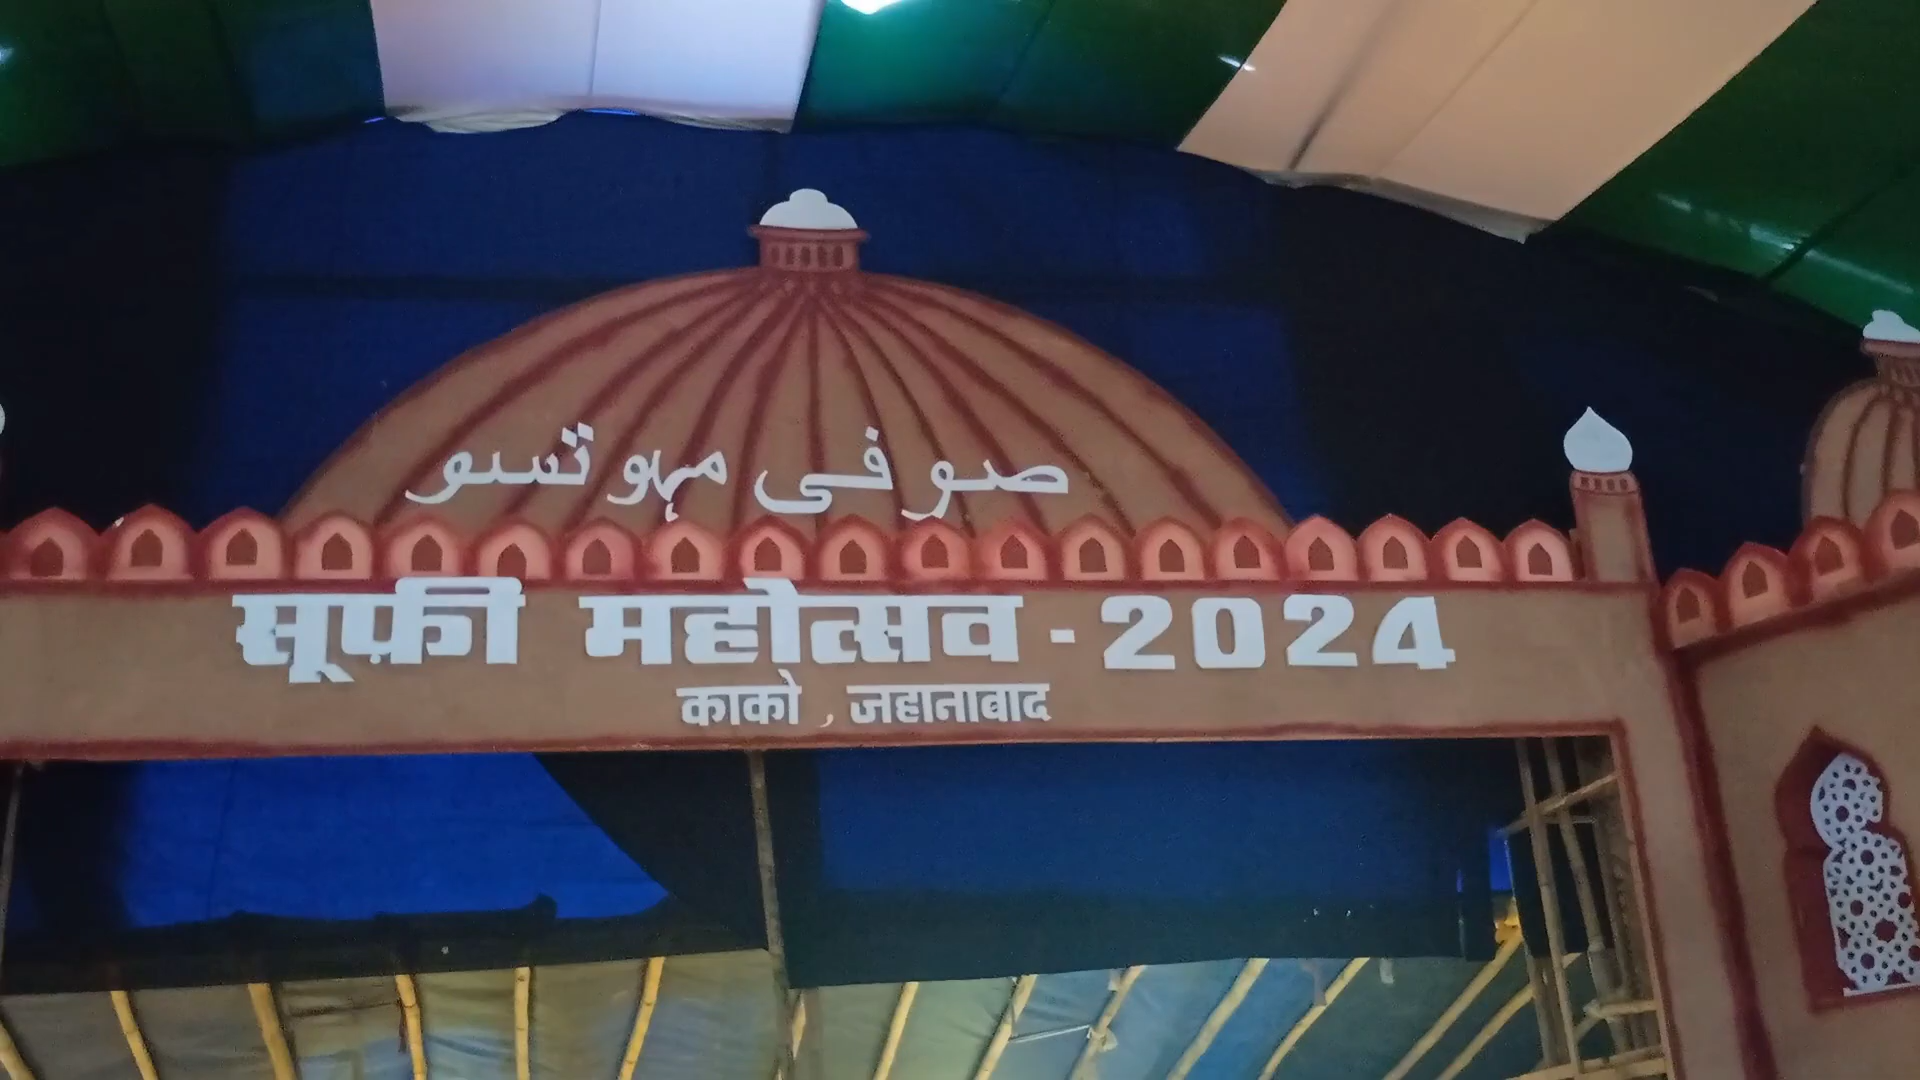 صوفی مہوتسو
सूफ़ी महोत्सव - 2024
काको , जहानाबाद